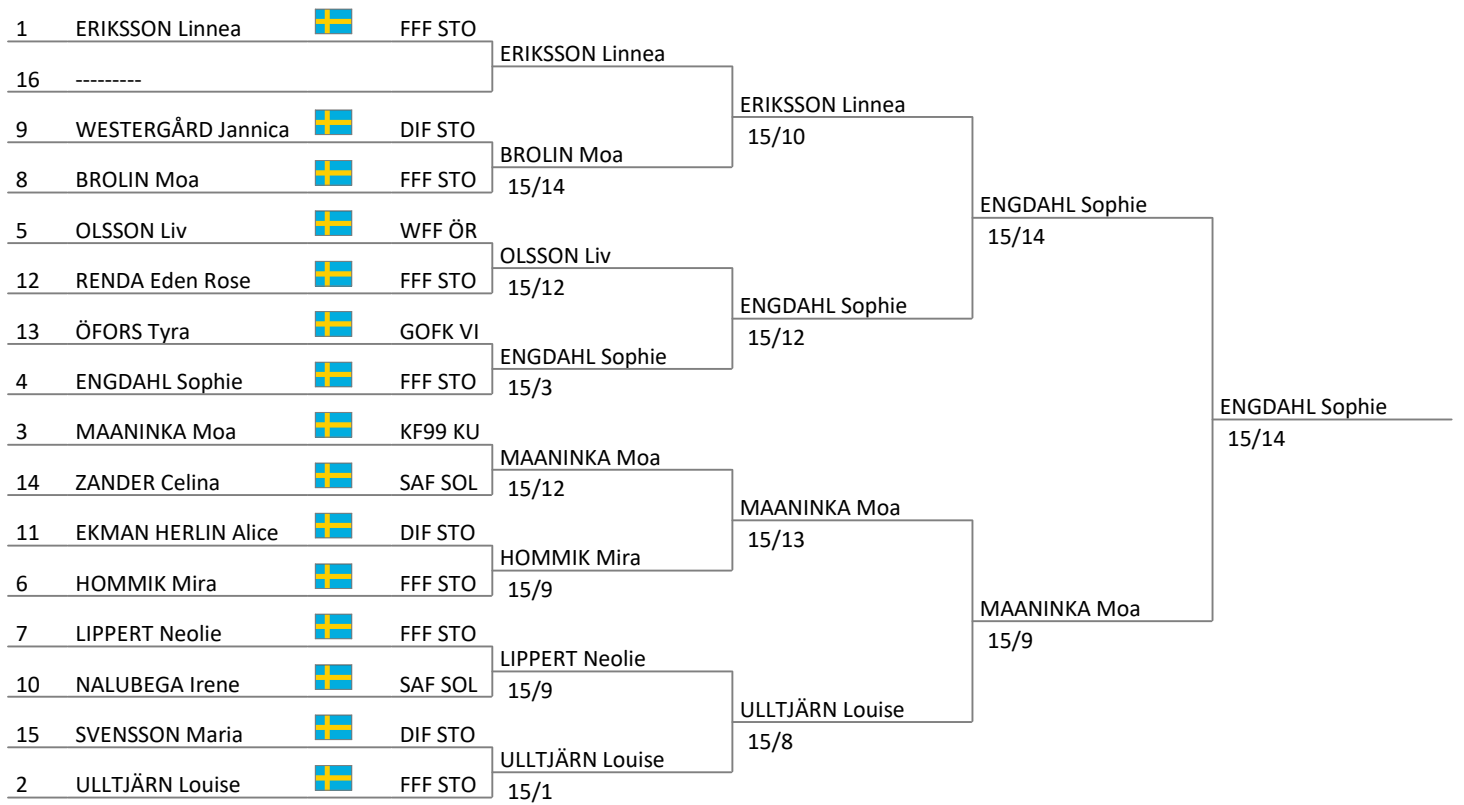 1 ERIKSSON Linnea FFF STO
ERIKSSON Linnea
16 ---------
ERIKSSON Linnea
15/10
9 WESTERGÅRD Jannica DIF STO
BROLIN Moa
15/14
8 BROLIN Moa FFF STO
ENGDAHL Sophie
15/14
5 OLSSON Liv WFF ÖR
OLSSON Liv
15/12
12 RENDA Eden Rose FFF STO
ENGDAHL Sophie
15/12
13 ÖFORS Tyra GOFK VI
ENGDAHL Sophie
15/3
4 ENGDAHL Sophie FFF STO
ENGDAHL Sophie
15/14
3 MAANINKA Moa KF99 KU
MAANINKA Moa
15/12
14 ZANDER Celina SAF SOL
MAANINKA Moa
15/13
11 EKMAN HERLIN Alice DIF STO
HOMMIK Mira
15/9
6 HOMMIK Mira FFF STO
MAANINKA Moa
15/9
7 LIPPERT Neolie FFF STO
LIPPERT Neolie
15/9
10 NALUBEGA Irene SAF SOL
ULLTJÄRN Louise
15/8
15 SVENSSON Maria DIF STO
ULLTJÄRN Louise
15/1
2 ULLTJÄRN Louise FFF STO